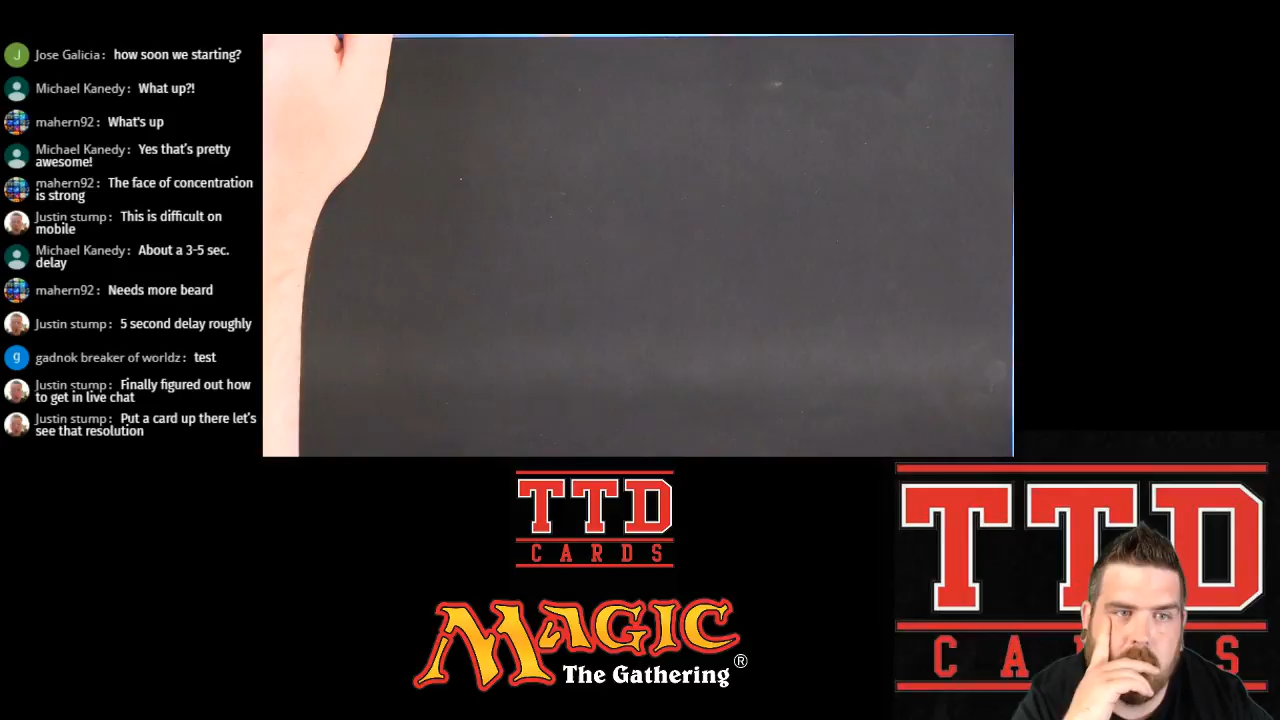 Jose Galicia: how soon we starting?
Michael Kanedy: What up?!
mahern92: What's up
Michael Kanedy: Yes that's pretty
awesome!
mahern92: The face of concentration
is strong
Justin stump: This is difficult on
mobile
Michael Kanedy: About a 3-5 sec.
delay
mahern92: Needs more beard
Justin stump: 5 second delay roughly
gadnok breaker of worldz: test
Justin stump: Finally figured out how
to get in live chat
Justin stump: Put a card up there let's
see that resolution
TTD
CARDS
MAGIC
The Gathering®
TTD
CA S